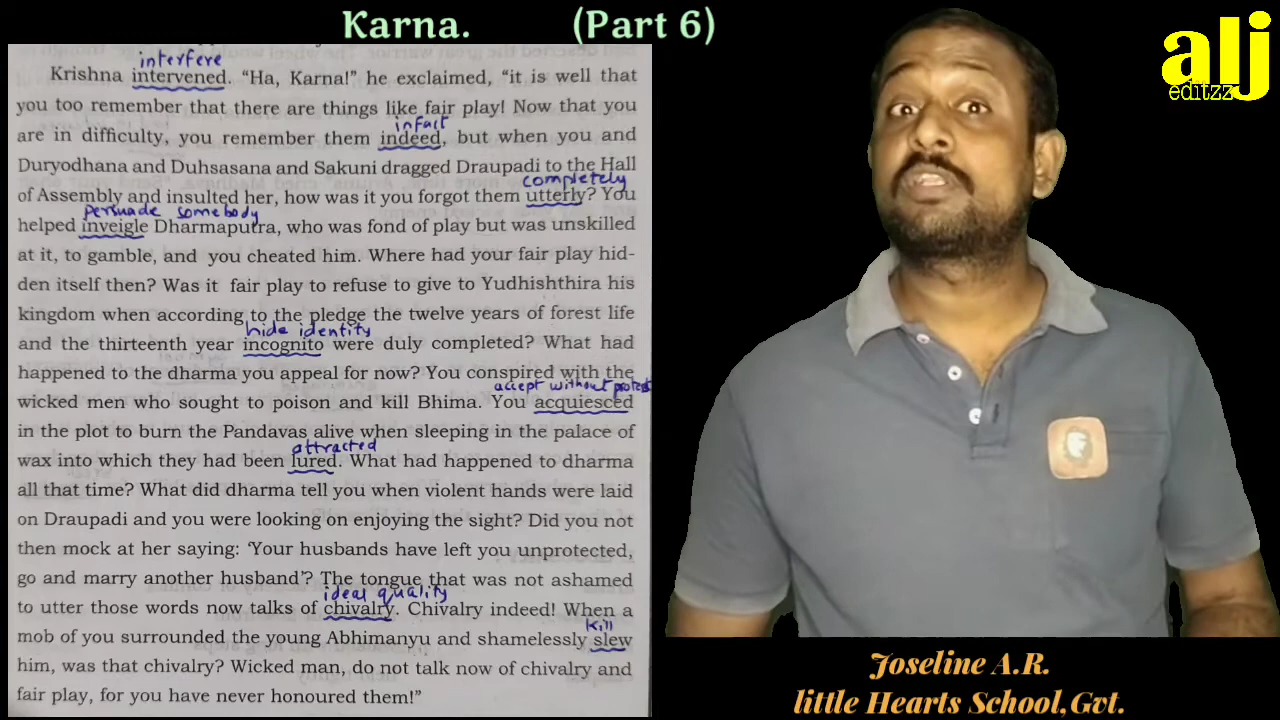 Karna. (Part 6)
alj
editzz
interfere
Krishna intervened. “Ha, Karna!” he exclaimed, “it is well that
you too remember that there are things like fair play! Now that you
infact
are in difficulty, you remember them indeed, but when you and
Duryodhana and Duhsasana and Sakuni dragged Draupadi to the Hall
completely
of Assembly and insulted her, how was it you forgot them utterly? You
persuade somebody
helped inveigle Dharmaputra, who was fond of play but was unskilled
at it, to gamble, and you cheated him. Where had your fair play hid-
den itself then? Was it fair play to refuse to give to Yudhishthira his
kingdom when according to the pledge the twelve years of forest life
hide identity
and the thirteenth year incognito were duly completed? What had
happened to the dharma you appeal for now? You conspired with the
accept without protest
wicked men who sought to poison and kill Bhima. You acquiesced
in the plot to burn the Pandavas alive when sleeping in the palace of
attracted
wax into which they had been lured. What had happened to dharma
all that time? What did dharma tell you when violent hands were laid
on Draupadi and you were looking on enjoying the sight? Did you not
then mock at her saying: ‘Your husbands have left you unprotected,
go and marry another husband’? The tongue that was not ashamed
ideal quality
to utter those words now talks of chivalry. Chivalry indeed! When a
kill
mob of you surrounded the young Abhimanyu and shamelessly slew
him, was that chivalry? Wicked man, do not talk now of chivalry and
fair play, for you have never honoured them!”
Joseline A.R.
little Hearts School,Gvt.